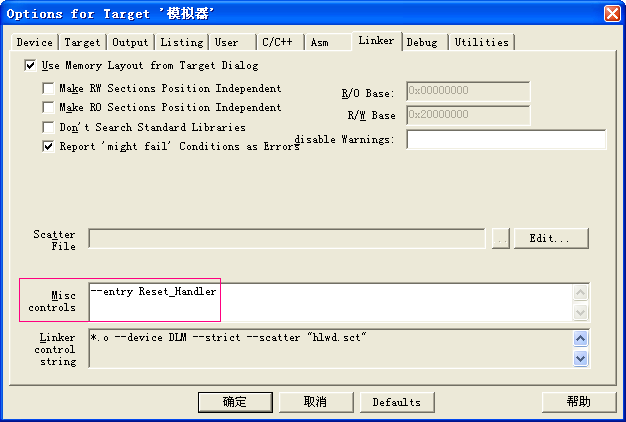 Options for Target '模拟器'
Device Target Output Listing User C/C++ Asm Linker Debug Utilities
Use Memory Layout from Target Dialog
Make RW Sections Position Independent
Make RO Sections Position Independent
Don't Search Standard Libraries
Report 'might fail' Conditions as Errors
R/O Base: 0x00000000
R/W Base 0x20000000
disable Warnings:
Scatter
File
... Edit...
Misc
controls
--entry Reset_Handler
Linker
control
string
*.o --device DLM --strict --scatter "hlwd.sct"
确定 取消 Defaults 帮助